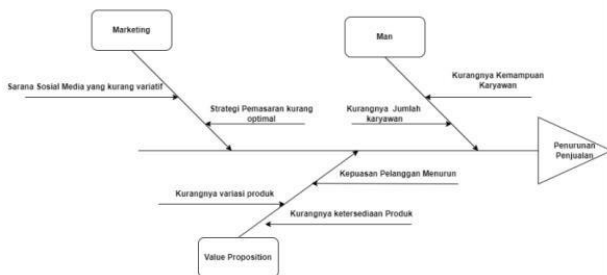 Marketing
Man
Kurangnya Kemampuan
Karyawan
Sarana Sosial Media yang kurang variatif
Strategi Pemasaran kurang
optimal
Kurangnya Jumlah
karyawan
Penurunan
Penjualan
Kepuasan Pelanggan Menurun
Kurangnya variasi produk
Kurangnya ketersediaan Produk
Value Proposition